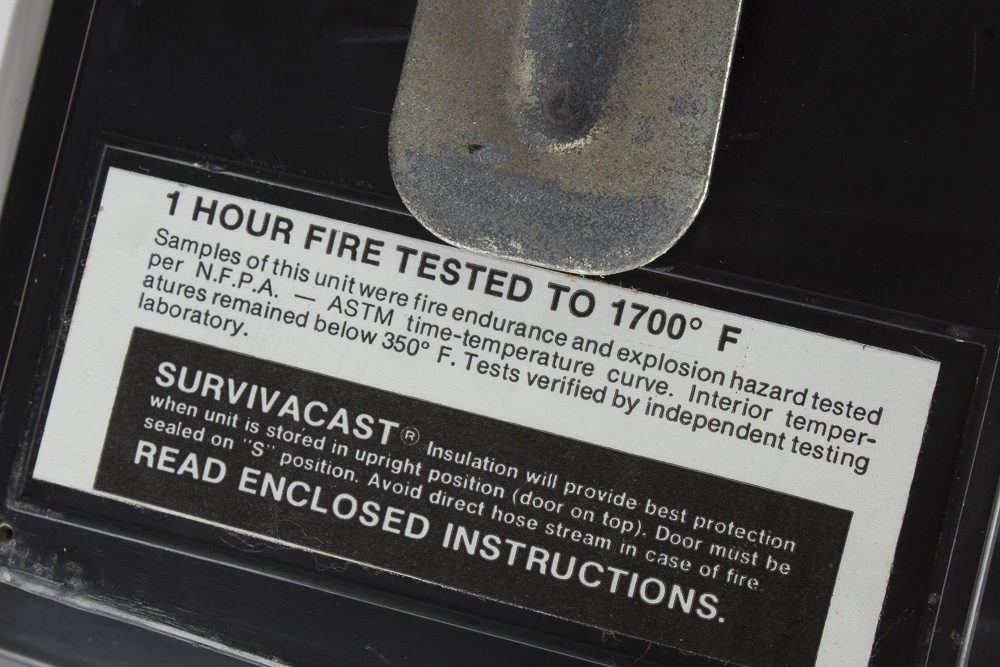 1 HOUR FIRE TESTED TO 1700° F
Samples of this unit were fire endurance and explosion hazard tested
per N.F.P.A. — ASTM time-temperature curve. Interior temper-
atures remained below 350° F. Tests verified by independent testing
laboratory.
SURVIVACAST® Insulation will provide best protection
when unit is stored in upright position (door on top). Door must be
sealed on "S" position. Avoid direct hose stream in case of fire.
READ ENCLOSED INSTRUCTIONS.